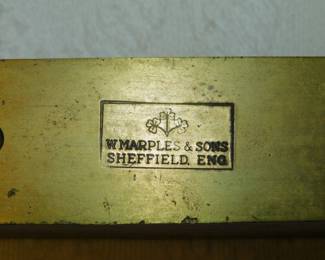 W. MARPLES & SONS
SHEFFIELD, ENG